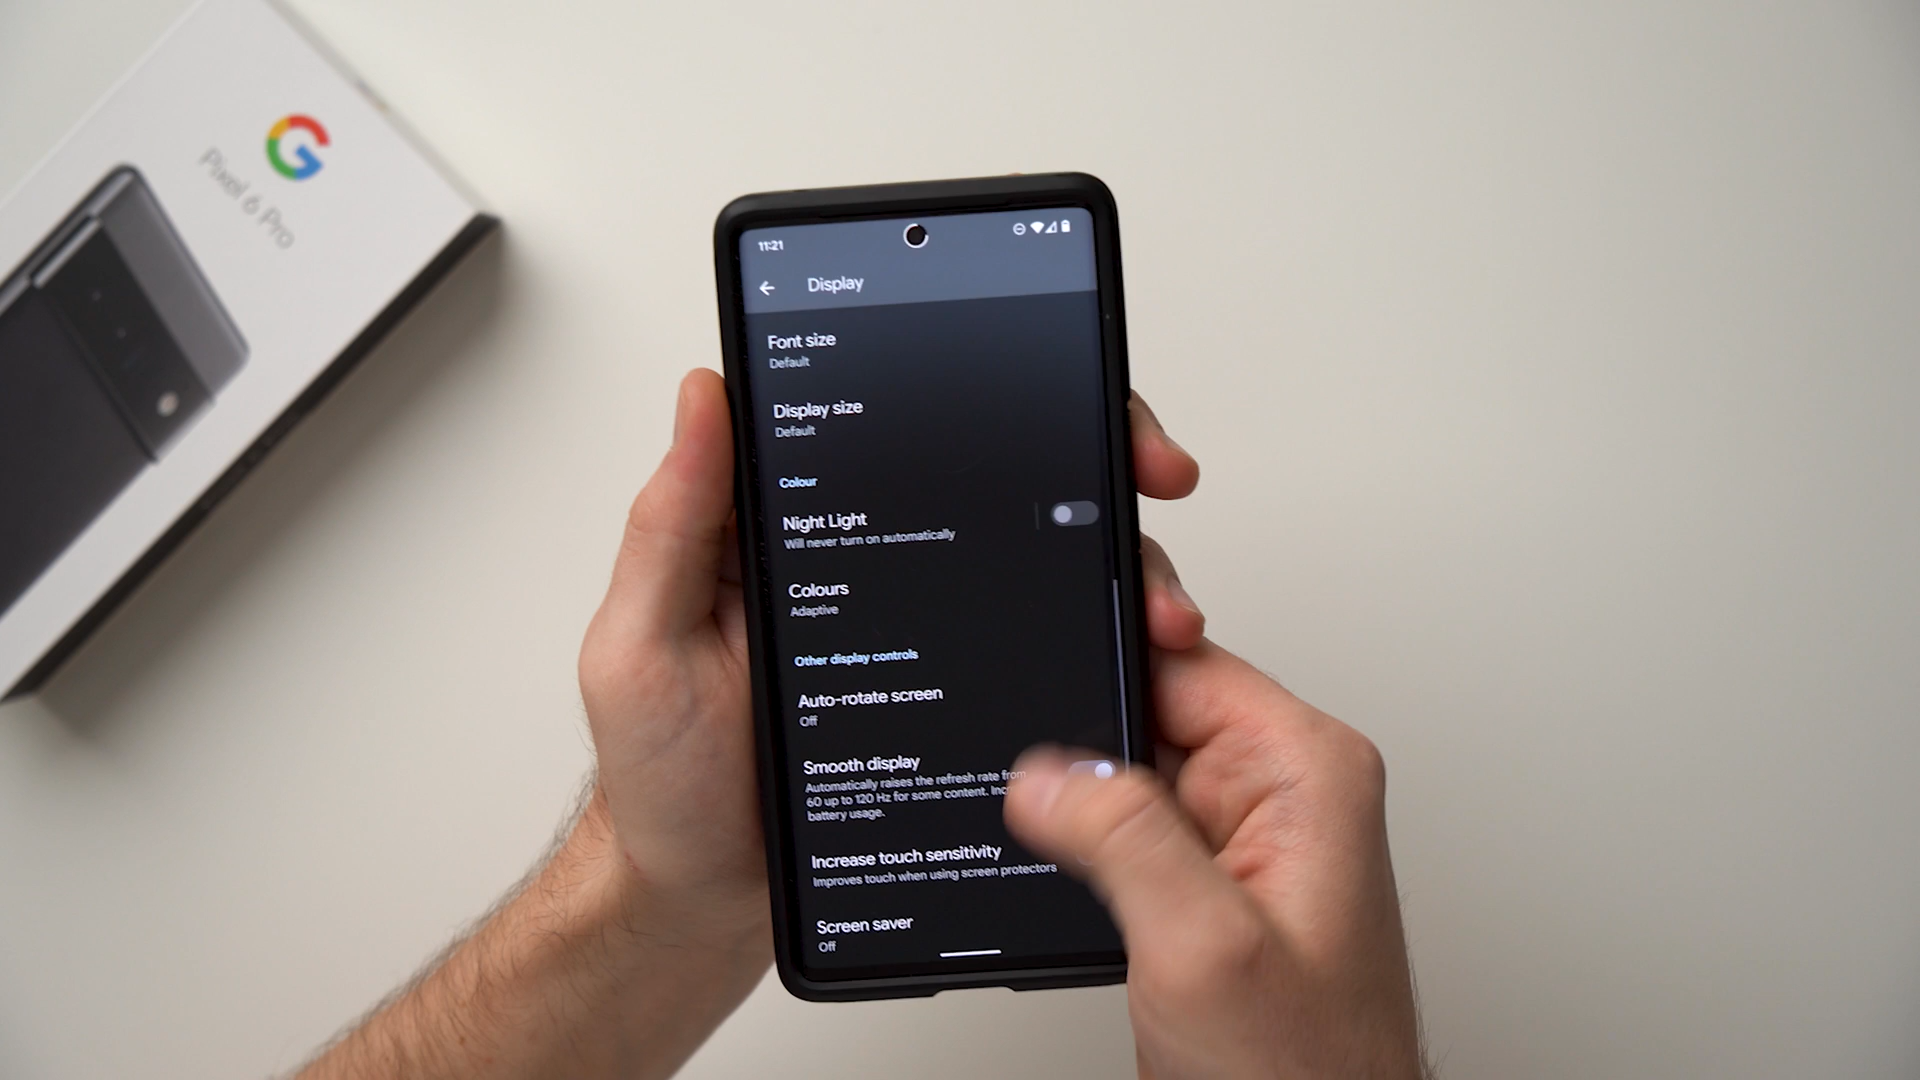 G
Pixel 6 Pro
11:21
Display
Font size
Default
Display size
Default
Colour
Night Light
Will never turn on automatically
Colours
Adaptive
Other display controls
Auto-rotate screen
Off
Smooth display
Automatically raises the refresh rate from
60 up to 120 Hz for some content.
battery usage.
Increase touch sensitivity
Improves touch when using screen protectors
Screen saver
Off